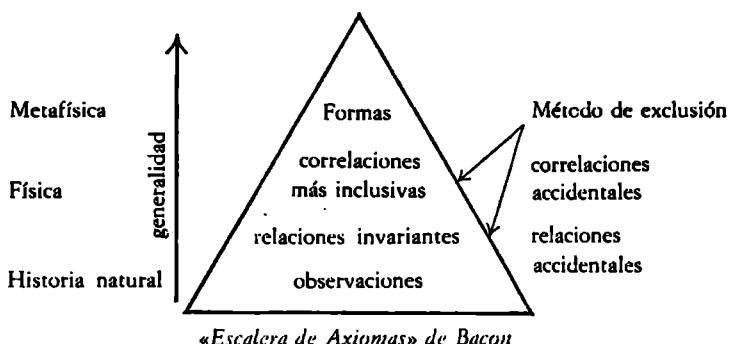 Metafísica
Formas
Método de exclusión
correlaciones
más inclusivas
correlaciones
accidentales
Física
generalidad
relaciones invariantes
relaciones
accidentales
Historia natural
observaciones
«Escalera de Axiomas» de Bacon